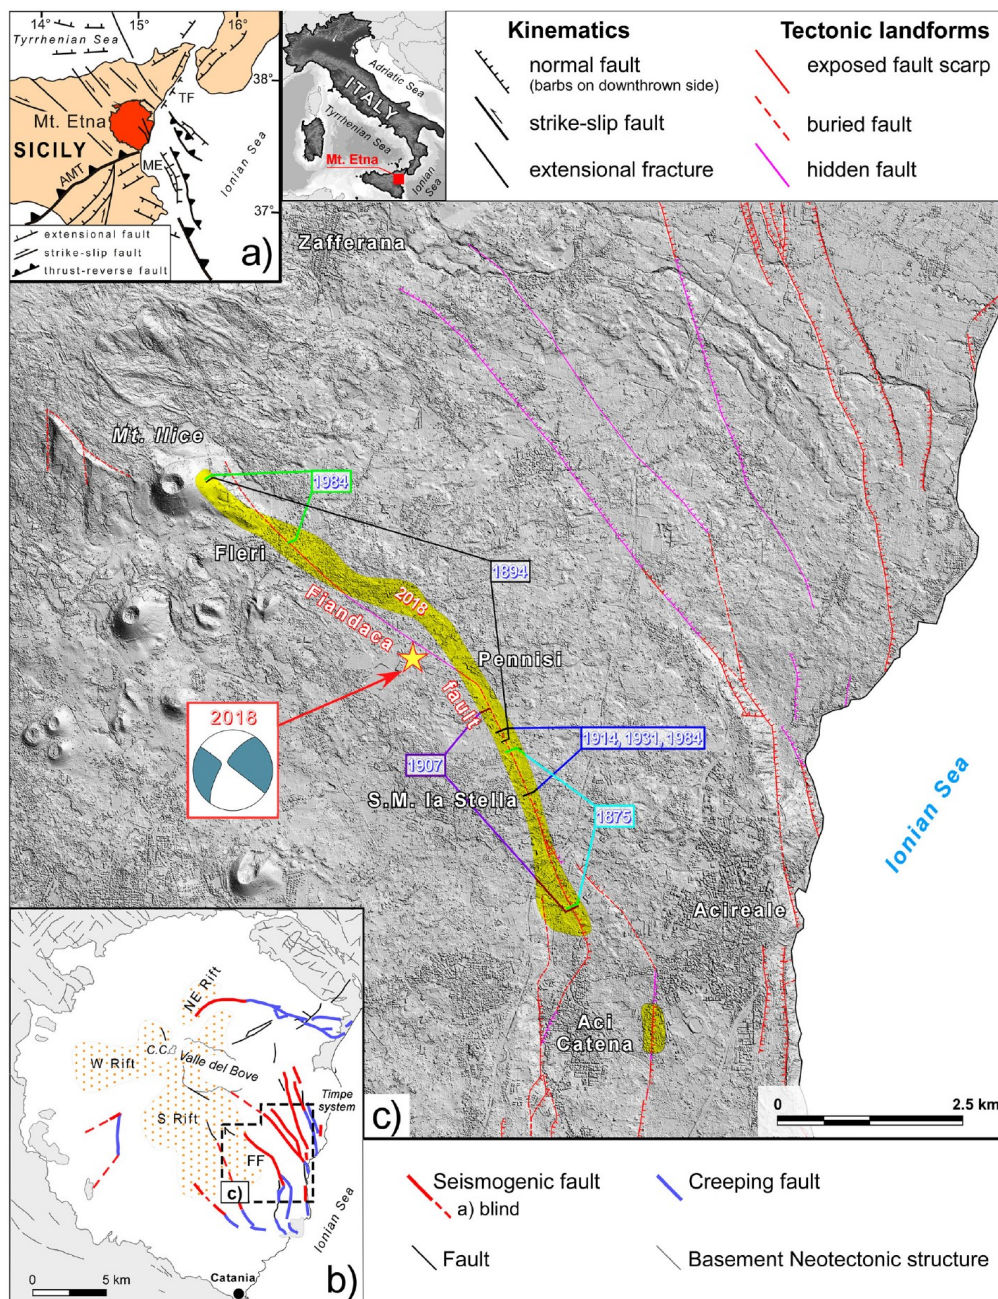 14°
15°
16°
Tyrrhenian Sea
38°
TF
Mt. Etna
SICILY
AMT
ME
Ionian Sea
37°
extensional fault
strike-slip fault
thrust-reverse fault
a)
Adriatic Sea
ITALY
Tyrrhenian Sea
Mt. Etna
Ionian
Sea
Kinematics
normal fault
(barbs on downthrown side)
strike-slip fault
extensional fracture
Tectonic landforms
exposed fault scarp
buried fault
hidden fault
Zafferana
Mt. Ilice
1984
Fleri
1894
2018
Fiandaca
fault
Pennisi
2018
1914, 1931, 1984
1907
S.M. la Stella
1875
Ionian Sea
Acireale
Aci
Catena
c)
0
2.5 km
NE Rift
C.C.
Valle del Bove
W Rift
S Rift
Timpe
system
FF
c)
Ionian Sea
0
5 km
Catania
b)
Seismogenic fault
a) blind
Creeping fault
Fault
Basement Neotectonic structure